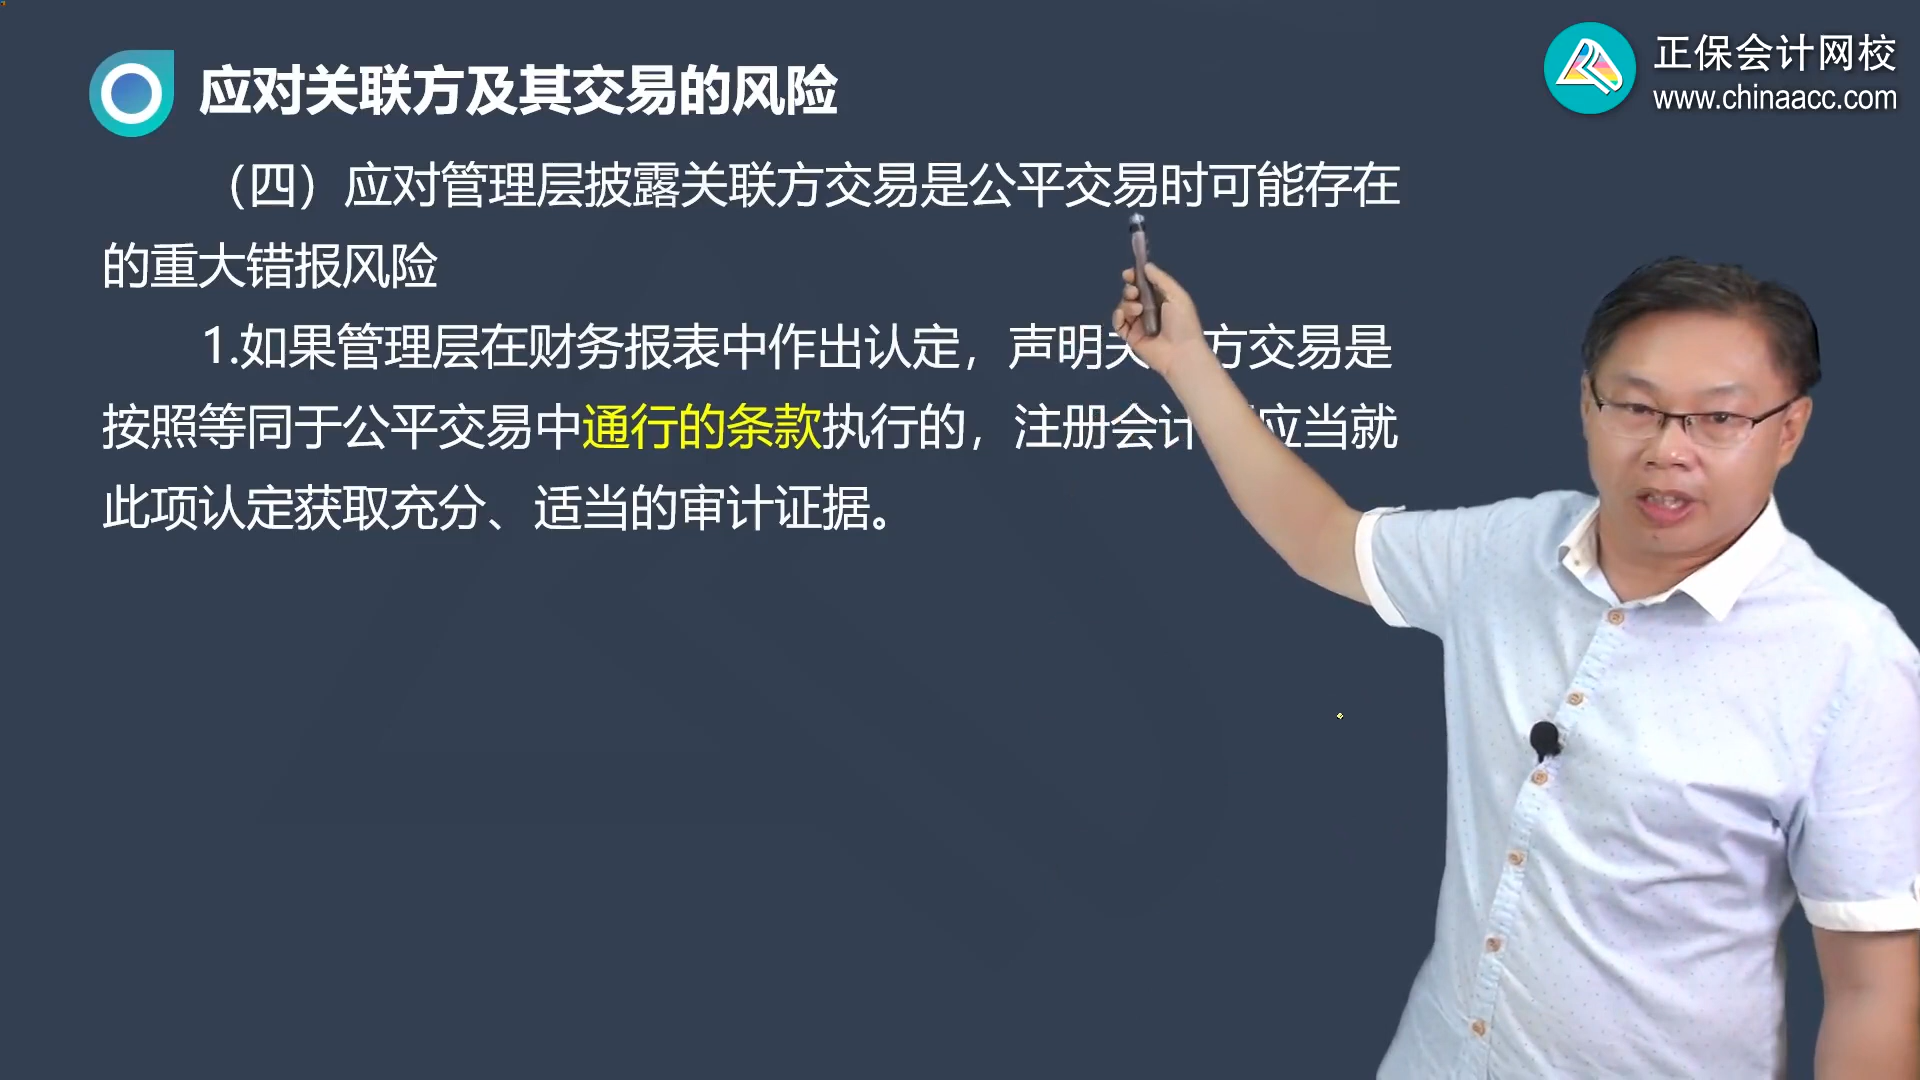 正保会计网校
www.chinaacc.com
应对关联方及其交易的风险
（四）应对管理层披露关联方交易是公平交易时可能存在
的重大错报风险
1.如果管理层在财务报表中作出认定，声明关 方交易是
按照等同于公平交易中通行的条款执行的，注册会计 应当就
此项认定获取充分、适当的审计证据。